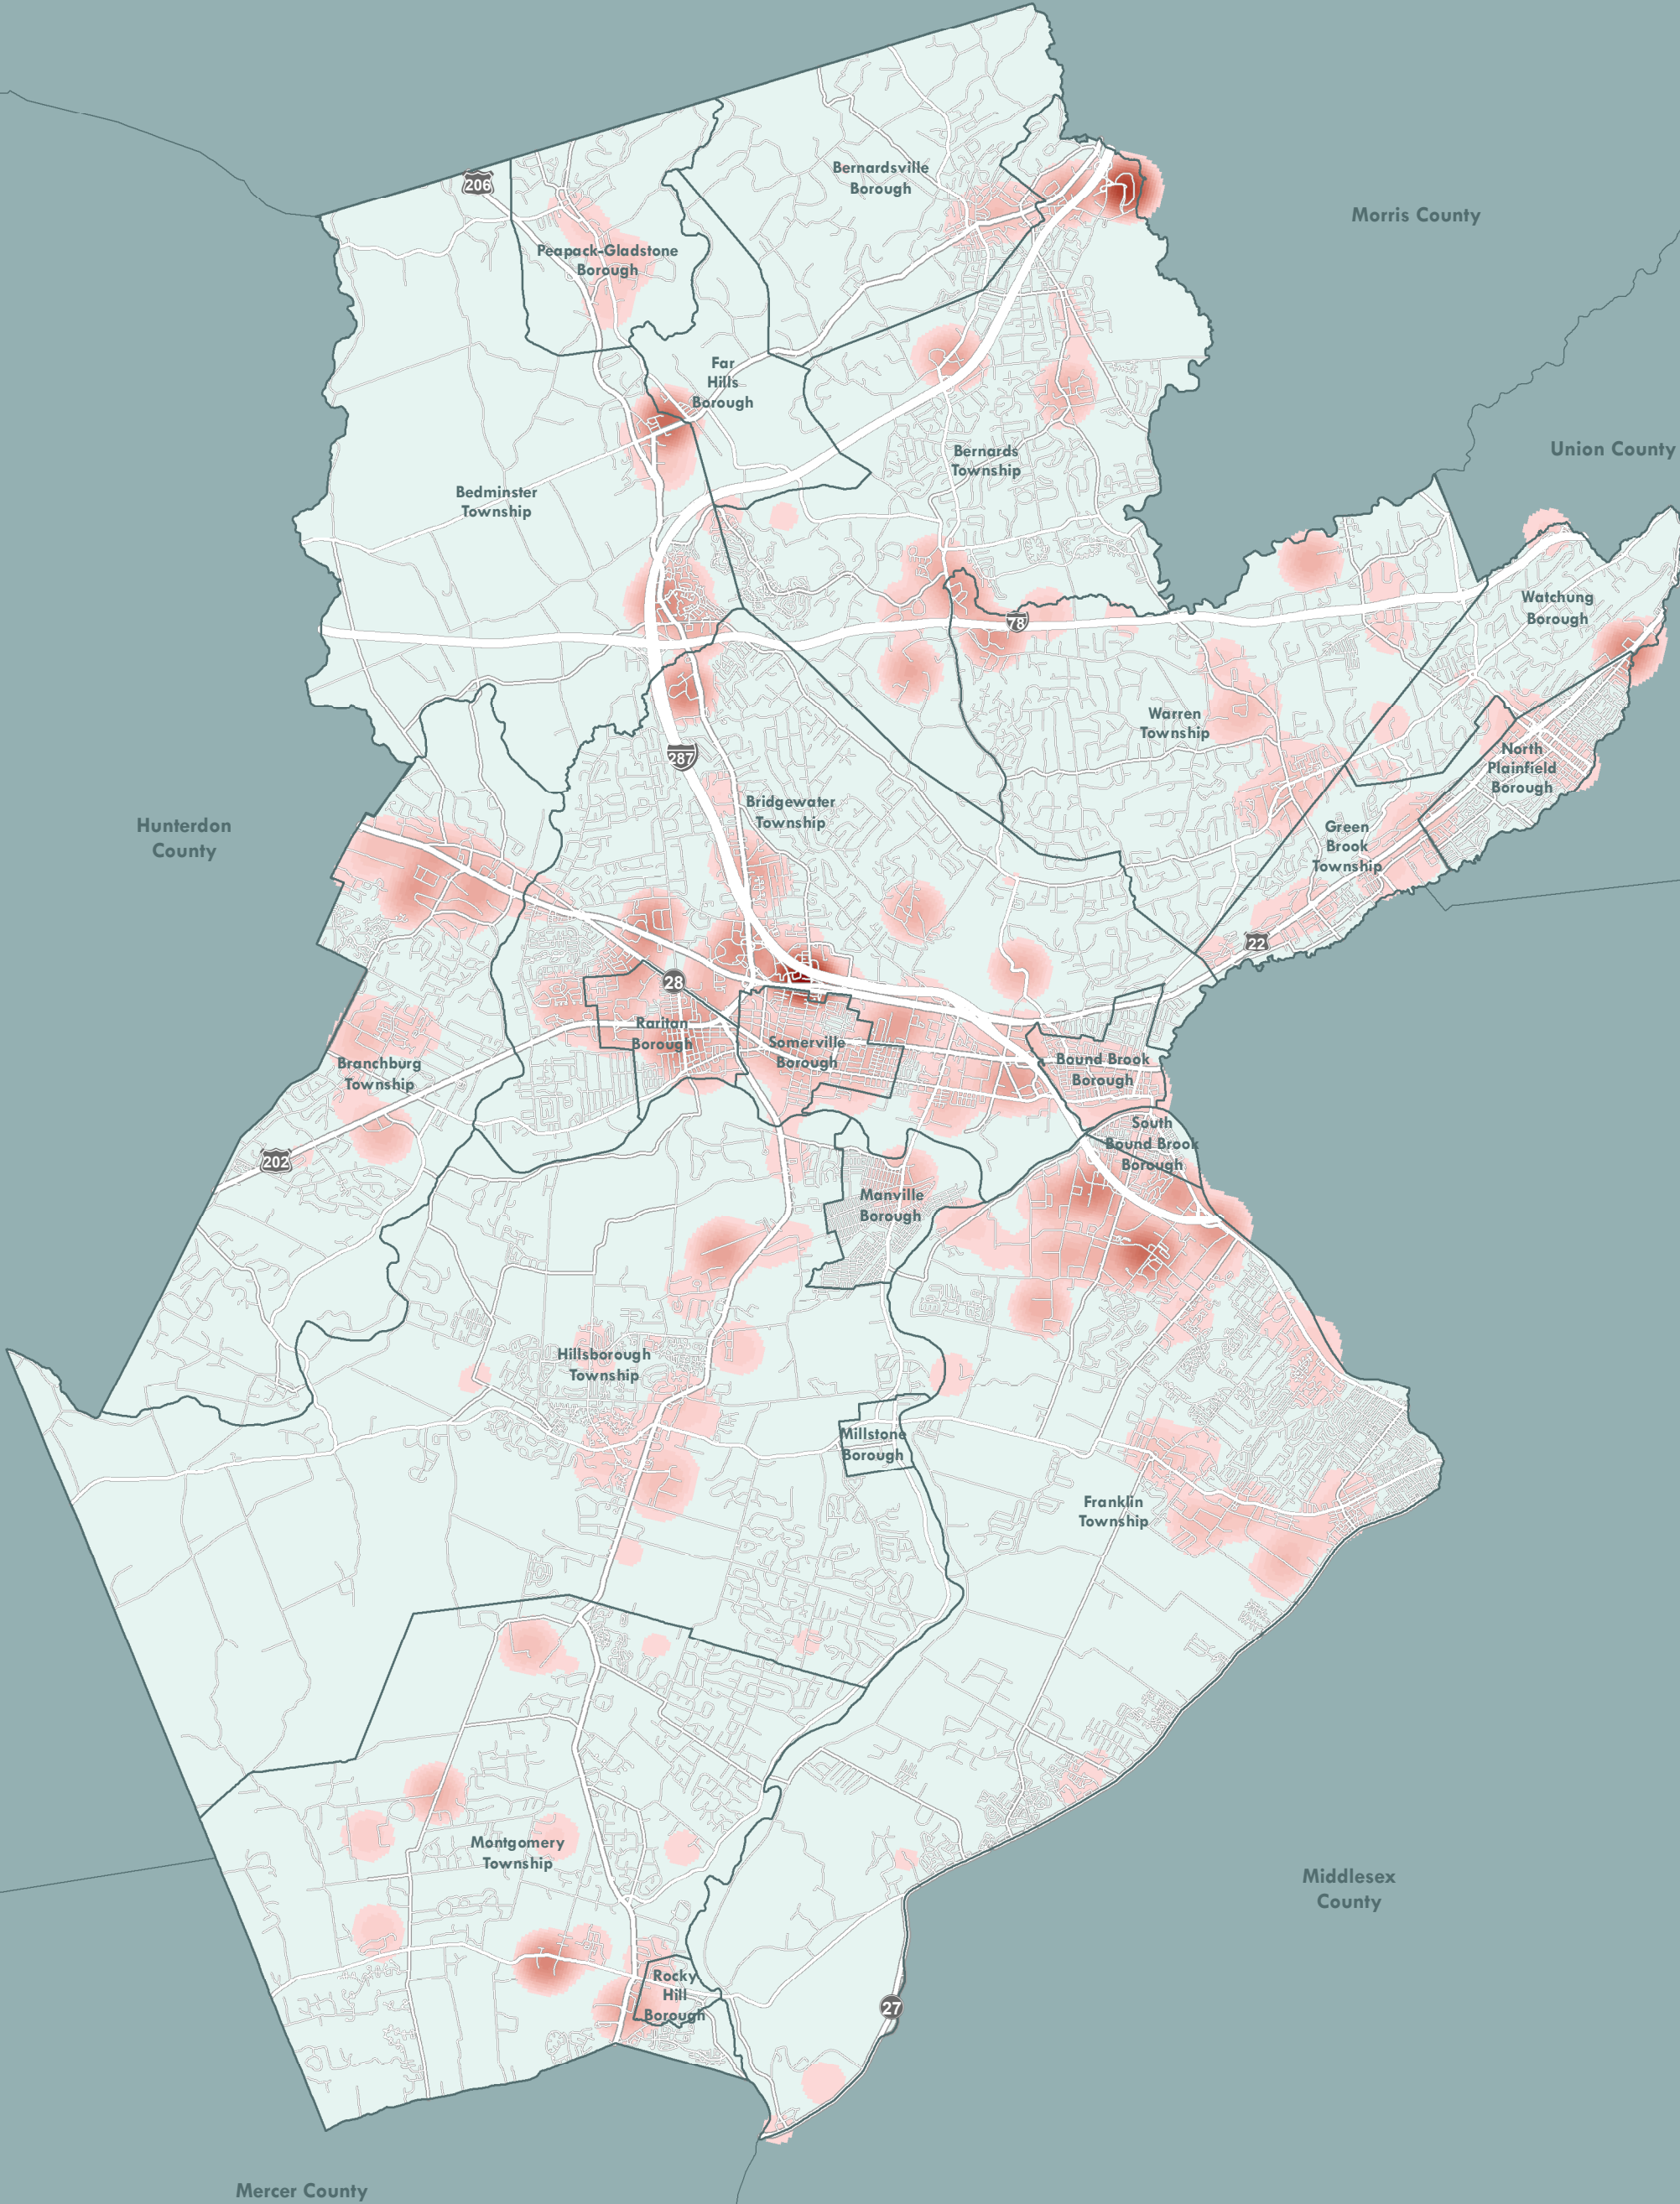 Bernardsville
Borough
206
Morris County
Peapack-Gladstone
Borough
Far
Hills
Borough
Union County
Bernards
Township
Bedminster
Township
Watchung
Borough
78
Warren
Township
287
North
Plainfield
Borough
Bridgewater
Township
Hunterdon
County
Green
Brook
Township
22
28
Raritan
Borough
Somerville
Borough
Bound Brook
Borough
Branchburg
Township
South
Bound Brook
Borough
202
Manville
Borough
Hillsborough
Township
Millstone
Borough
Franklin
Township
Montgomery
Township
Middlesex
County
Rocky
Hill
Borough
27
Mercer County